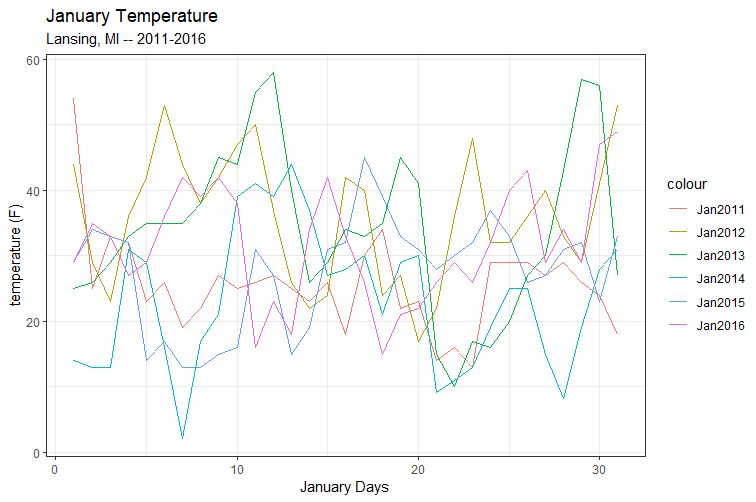 January Temperature
Lansing, MI -- 2011-2016
60
40
20
0
temperature (F)
0 10 20 30
January Days
colour
Jan2011
Jan2012
Jan2013
Jan2014
Jan2015
Jan2016